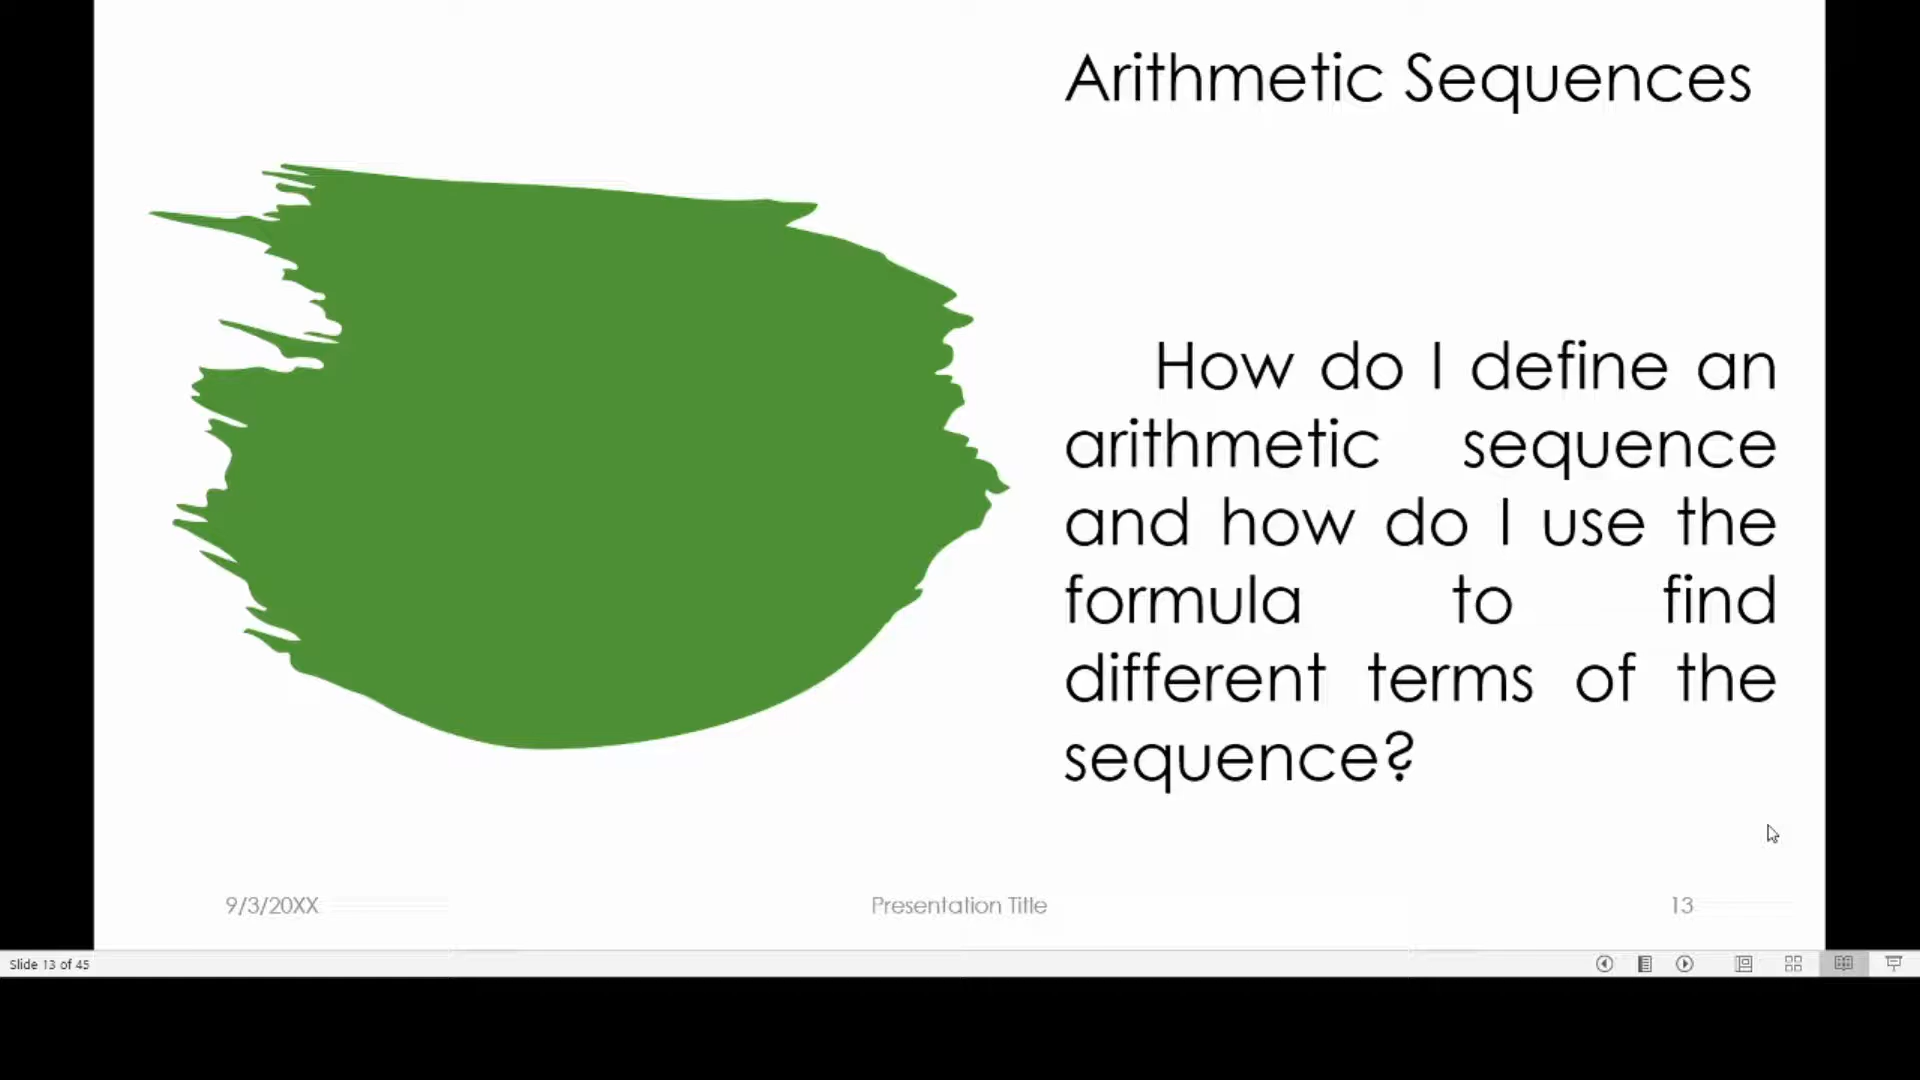 Arithmetic Sequences
How do I define an
arithmetic sequence
and how do I use the
formula to find
different terms of the
sequence?
9/3/20XX
Presentation Title
13
Slide 13 of 45